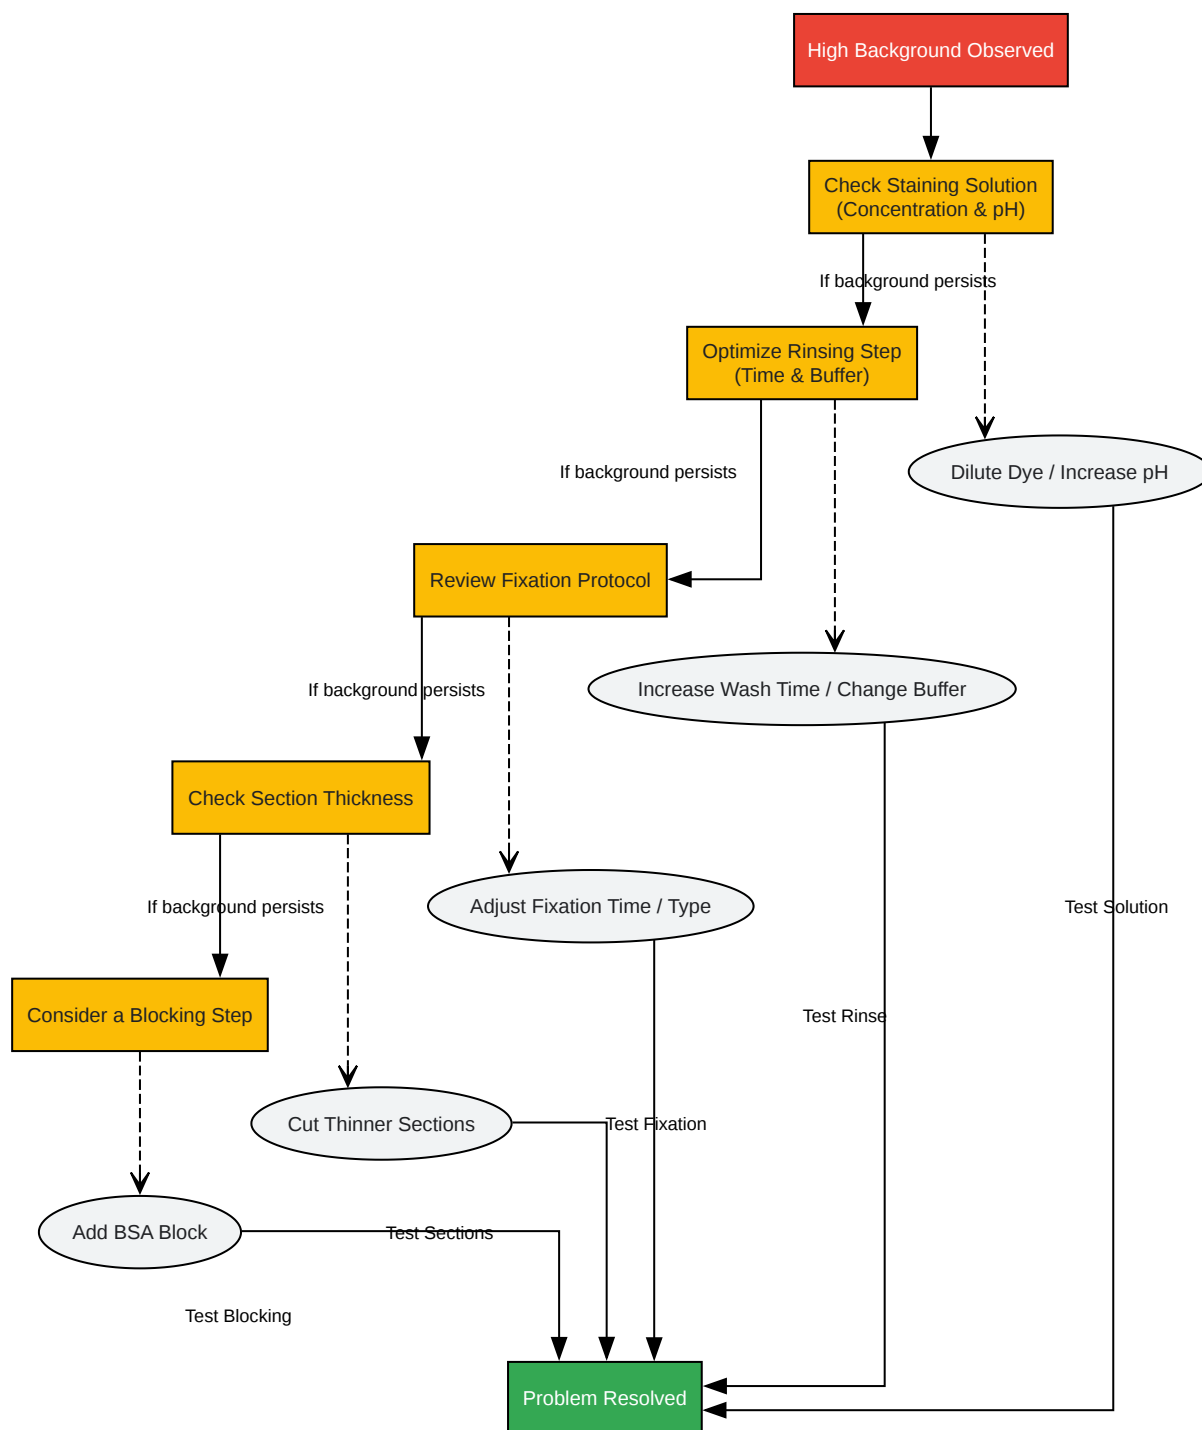 High Background Observed
Check Staining Solution
(Concentration & pH)
If background persists
Optimize Rinsing Step
(Time & Buffer)
If background persists
Dilute Dye / Increase pH
Review Fixation Protocol
If background persists
Increase Wash Time / Change Buffer
Check Section Thickness
If background persists
Adjust Fixation Time / Type
Test Solution
Consider a Blocking Step
Test Rinse
Cut Thinner Sections
Test Fixation
Add BSA Block
Test Sections
Test Blocking
Problem Resolved